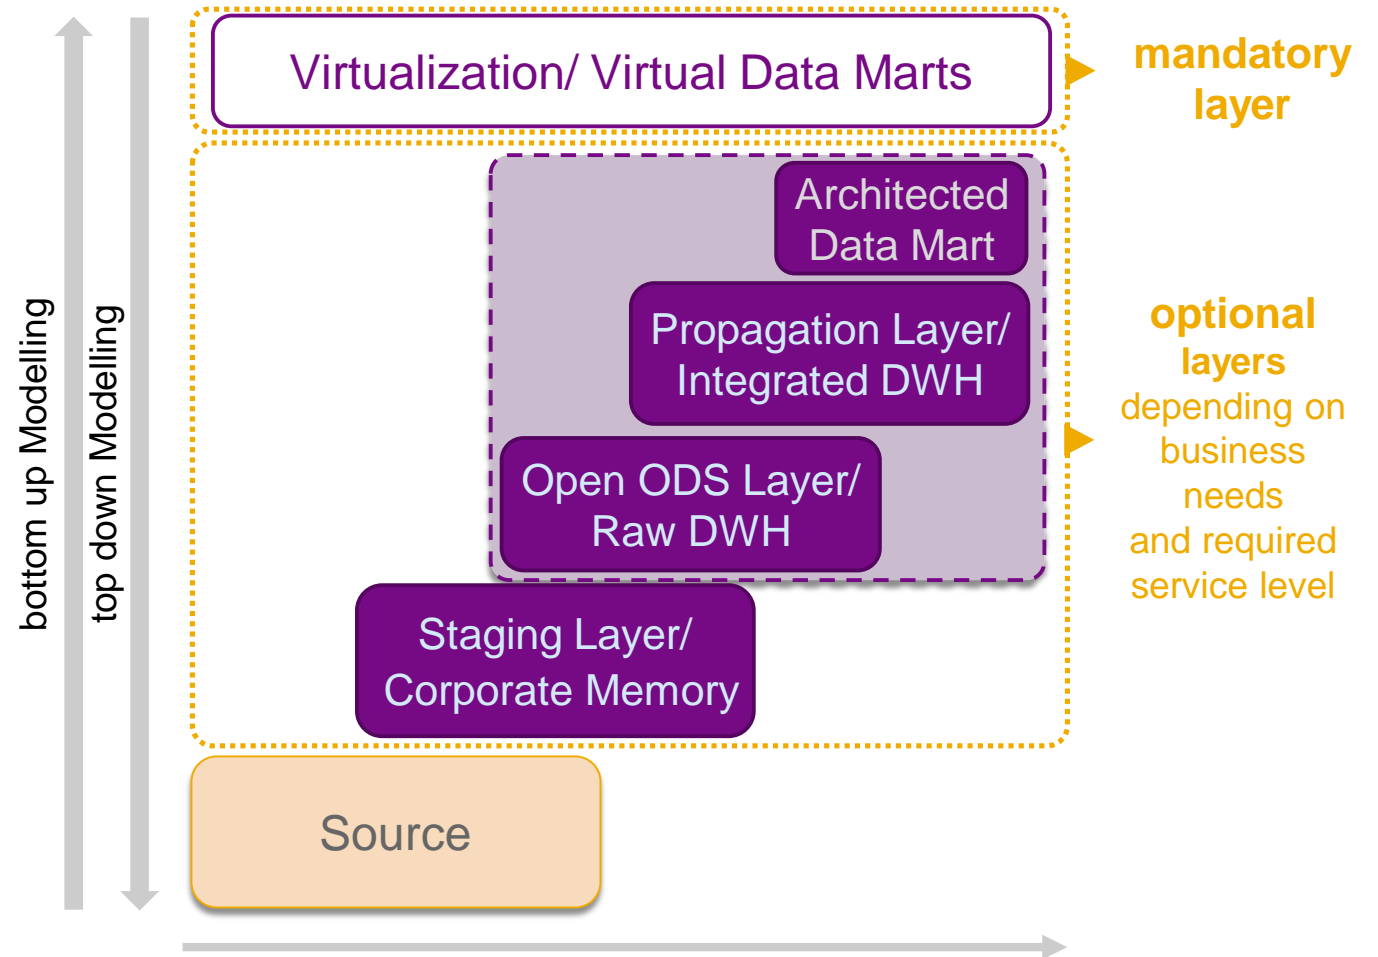 Virtualization/ Virtual Data Marts
mandatory
layer
Architected
Data Mart
Propagation Layer/
Integrated DWH
Open ODS Layer/
Raw DWH
Staging Layer/
Corporate Memory
Source
optional
layers
depending on
business
needs
and required
service level
bottom up Modelling
top down Modelling